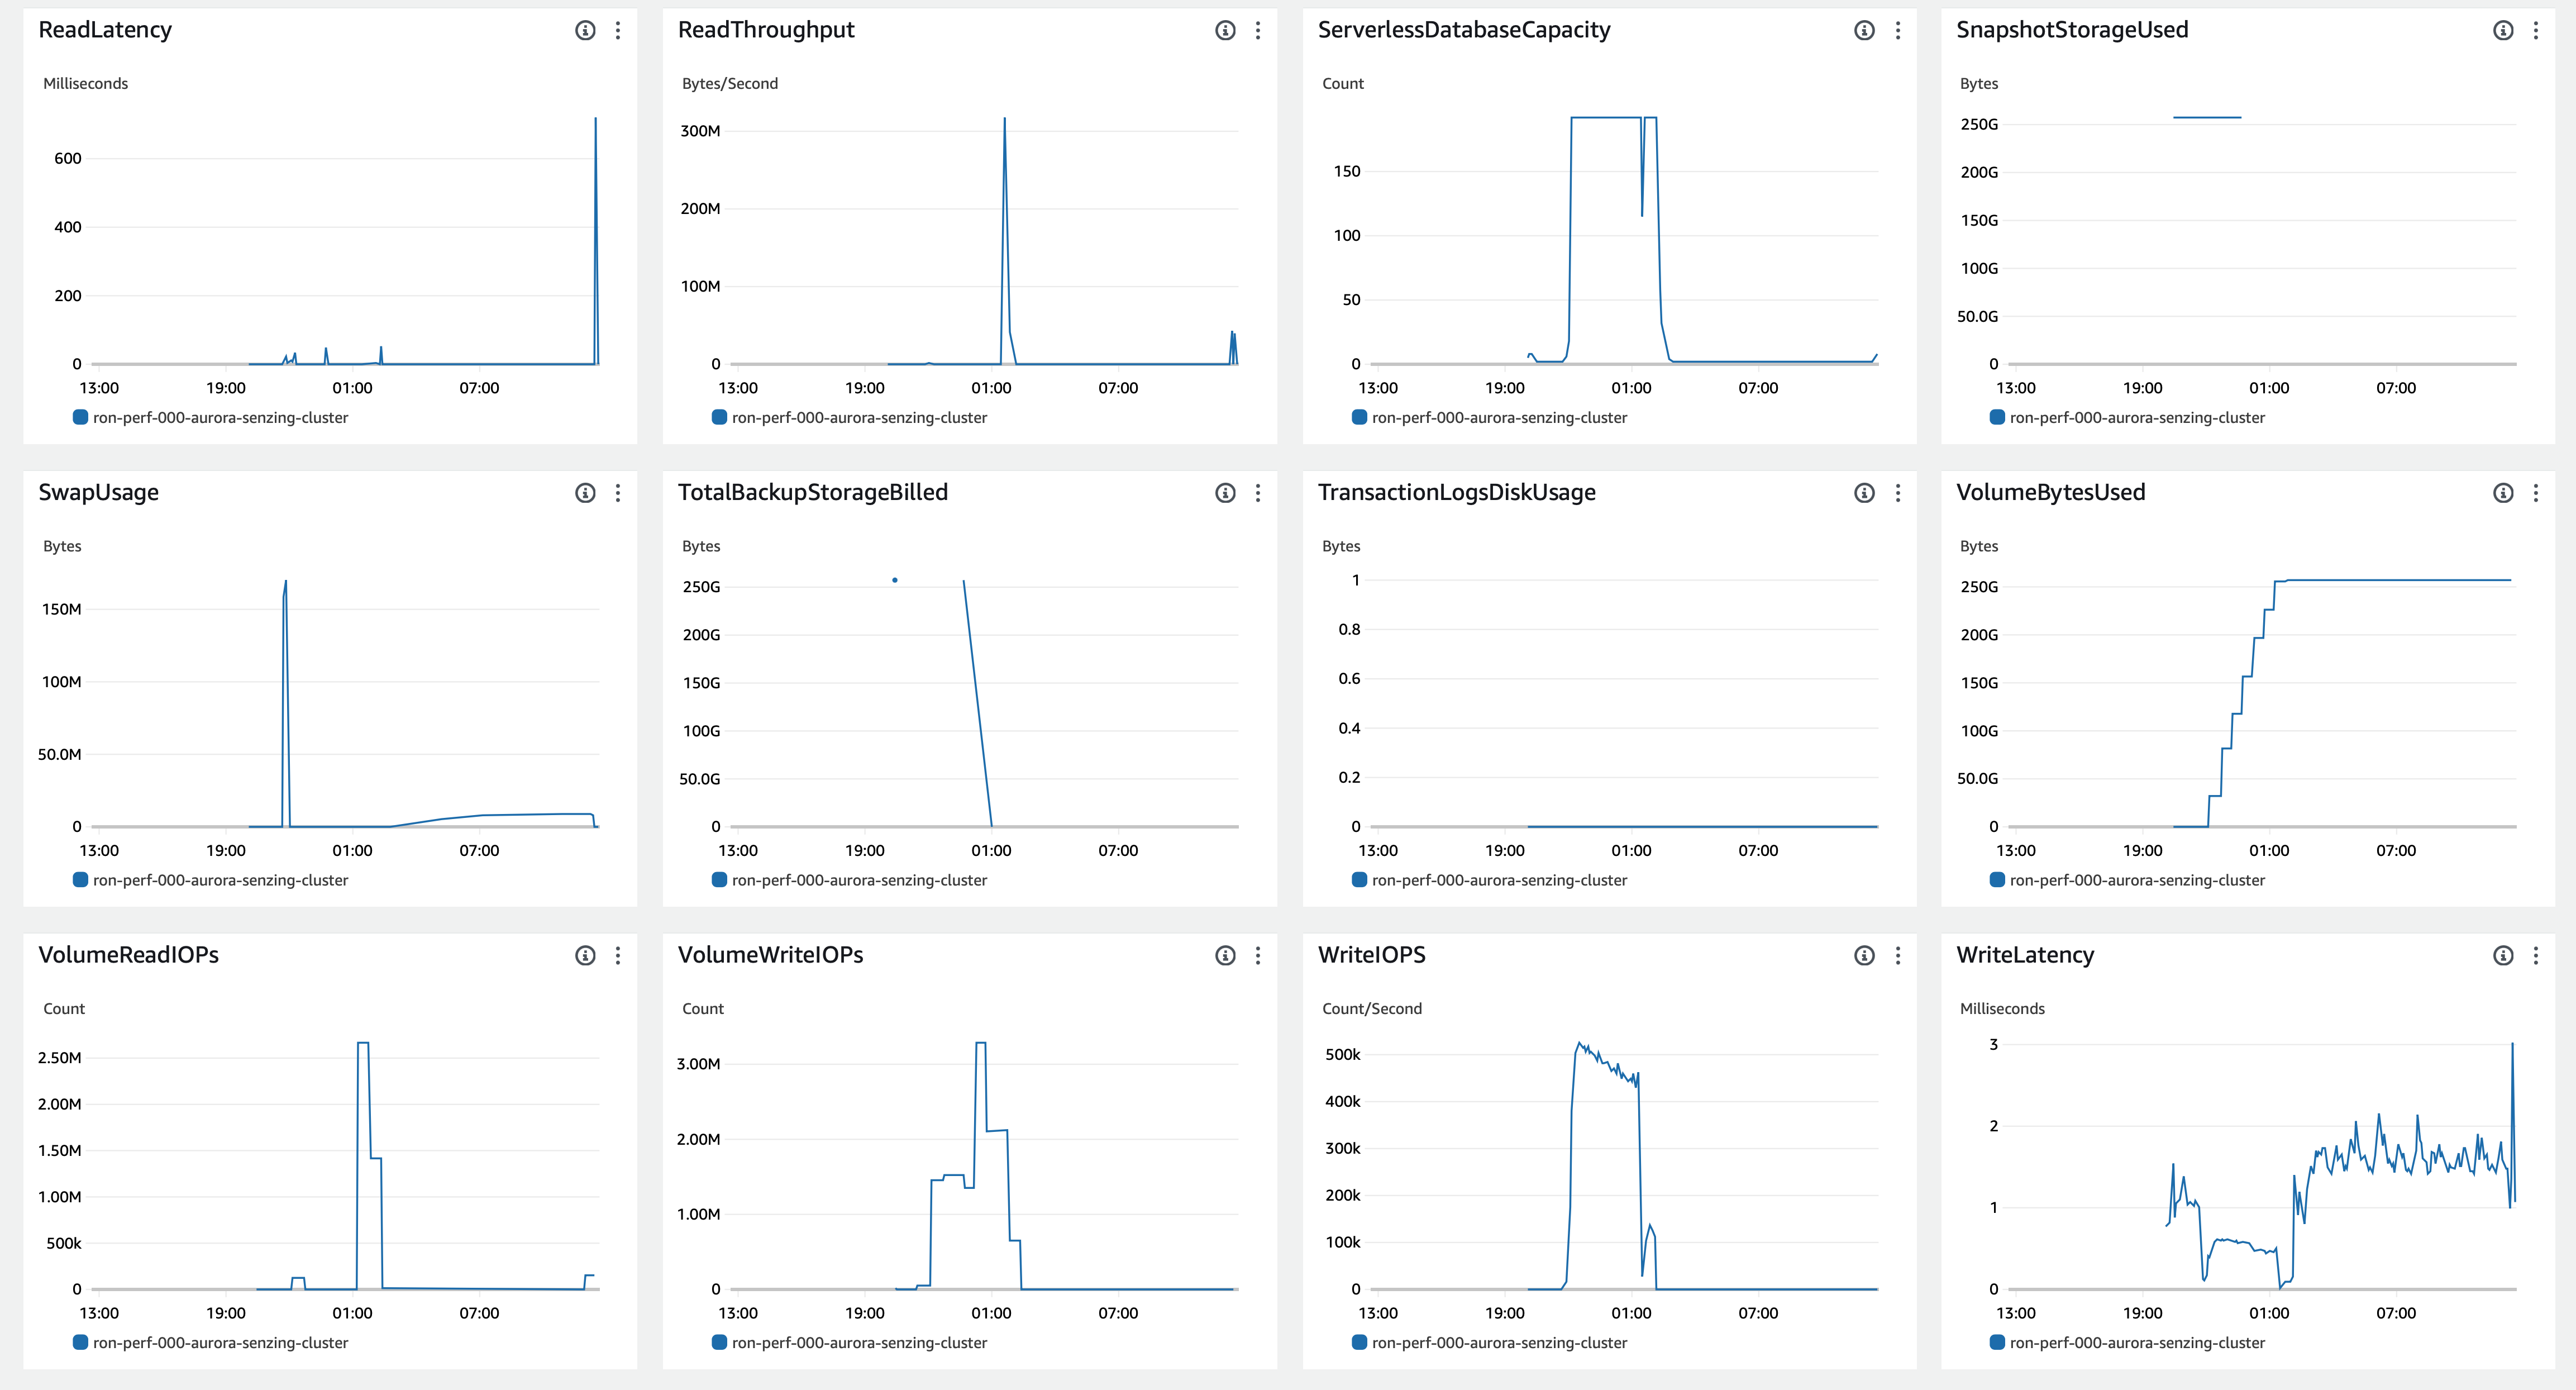 ReadLatency
Milliseconds
600
400
200
0
13:00 19:00 01:00 07:00
ron-perf-000-aurora-senzing-cluster
ReadThroughput
Bytes/Second
300M
200M
100M
0
13:00 19:00 01:00 07:00
ron-perf-000-aurora-senzing-cluster
ServerlessDatabaseCapacity
Count
150
100
50
0
13:00 19:00 01:00 07:00
ron-perf-000-aurora-senzing-cluster
SnapshotStorageUsed
Bytes
250G
200G
150G
100G
50.0G
0
13:00 19:00 01:00 07:00
ron-perf-000-aurora-senzing-cluster
SwapUsage
Bytes
150M
100M
50.0M
0
13:00 19:00 01:00 07:00
ron-perf-000-aurora-senzing-cluster
TotalBackupStorageBilled
Bytes
250G
200G
150G
100G
50.0G
0
13:00 19:00 01:00 07:00
ron-perf-000-aurora-senzing-cluster
TransactionLogsDiskUsage
Bytes
1
0.8
0.6
0.4
0.2
0
13:00 19:00 01:00 07:00
ron-perf-000-aurora-senzing-cluster
VolumeBytesUsed
Bytes
250G
200G
150G
100G
50.0G
0
13:00 19:00 01:00 07:00
ron-perf-000-aurora-senzing-cluster
VolumeReadIOPs
Count
2.50M
2.00M
1.50M
1.00M
500k
0
13:00 19:00 01:00 07:00
ron-perf-000-aurora-senzing-cluster
VolumeWriteIOPs
Count
3.00M
2.00M
1.00M
0
13:00 19:00 01:00 07:00
ron-perf-000-aurora-senzing-cluster
WriteIOPS
Count/Second
500k
400k
300k
200k
100k
0
13:00 19:00 01:00 07:00
ron-perf-000-aurora-senzing-cluster
WriteLatency
Milliseconds
3
2
1
0
13:00 19:00 01:00 07:00
ron-perf-000-aurora-senzing-cluster